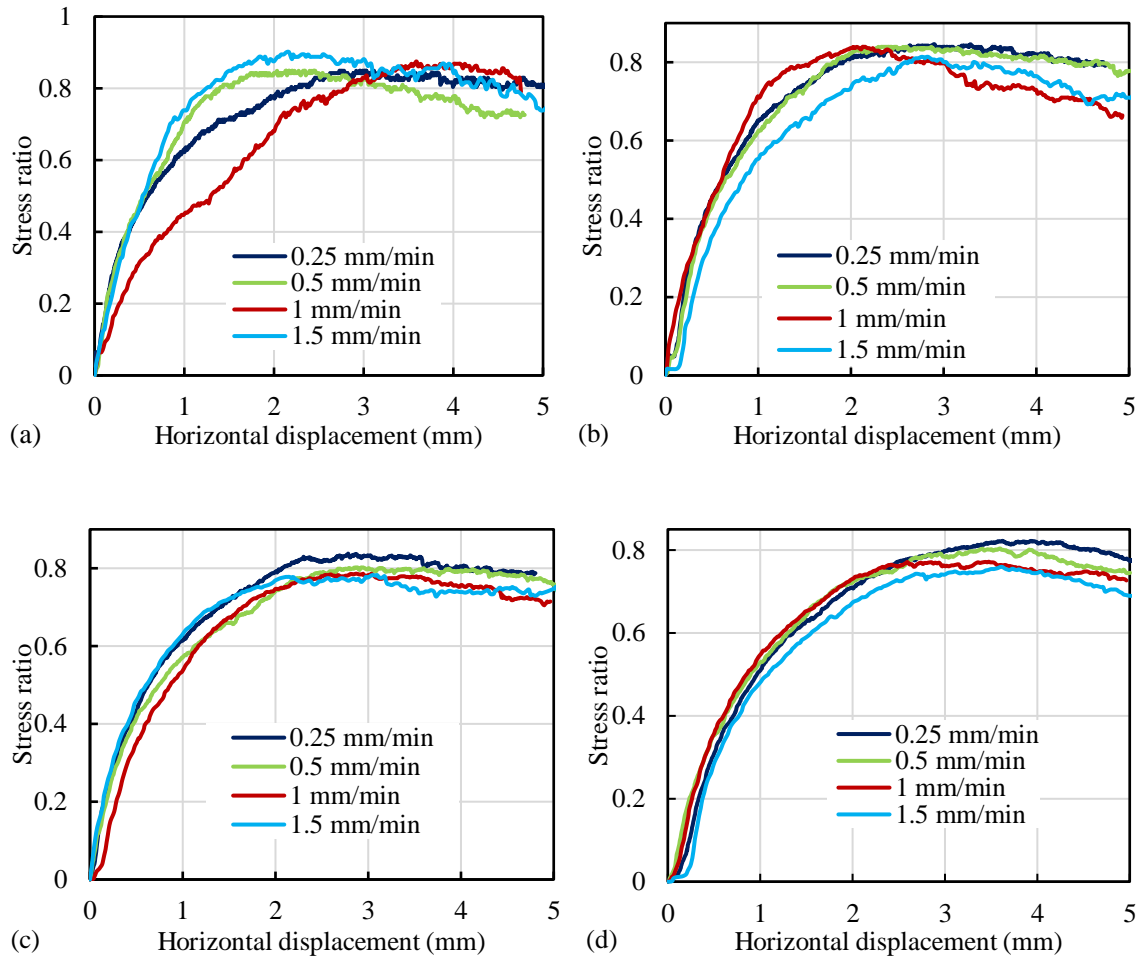 1
0.8
0.6
0.4
0.2
0
Stress ratio
0.25 mm/min
0.5 mm/min
1 mm/min
1.5 mm/min
0 1 2 3 4 5
(a) Horizontal displacement (mm)
0.8
0.6
0.4
0.2
0
Stress ratio
0.25 mm/min
0.5 mm/min
1 mm/min
1.5 mm/min
0 1 2 3 4 5
(b) Horizontal displacement (mm)
0.8
0.6
0.4
0.2
0
Stress ratio
0.25 mm/min
0.5 mm/min
1 mm/min
1.5 mm/min
0 1 2 3 4 5
(c) Horizontal displacement (mm)
0.8
0.6
0.4
0.2
0
Stress ratio
0.25 mm/min
0.5 mm/min
1 mm/min
1.5 mm/min
0 1 2 3 4 5
(d) Horizontal displacement (mm)